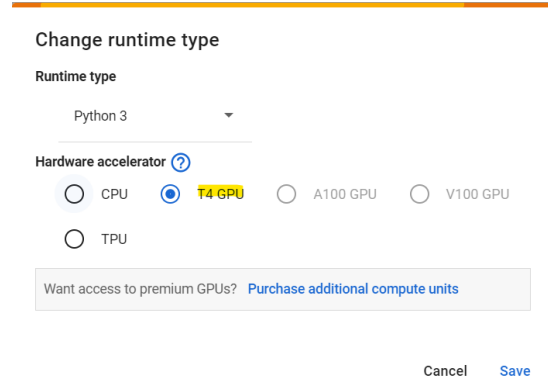 Change runtime type
Runtime type
Python 3
Hardware accelerator ?
CPU T4 GPU A100 GPU V100 GPU
TPU
Want access to premium GPUs? Purchase additional compute units
Cancel Save